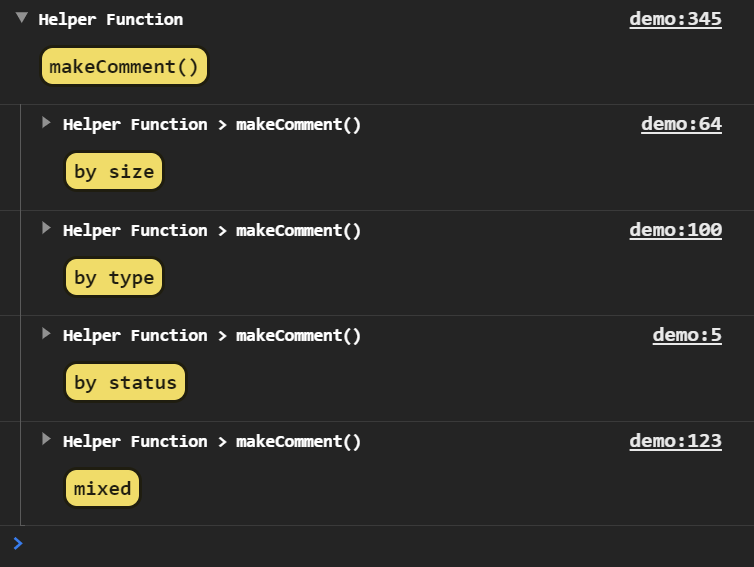 Helper Function demo:345
makeComment()
Helper Function > makeComment() demo:64
by size
Helper Function > makeComment() demo:100
by type
Helper Function > makeComment() demo:5
by status
Helper Function > makeComment() demo:123
mixed
>